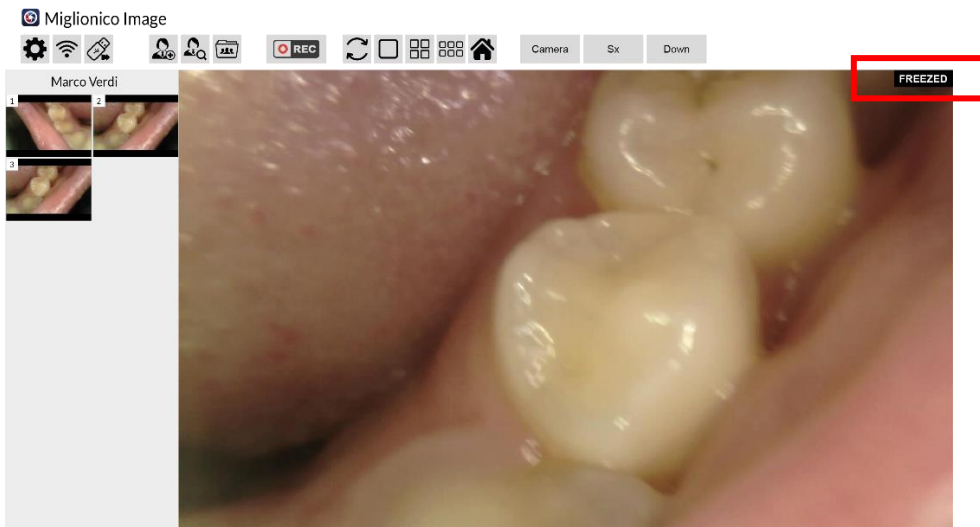 Miglionico Image
REC
Camera
Sx
Down
Marco Verdi
FREEZED
1
2
3